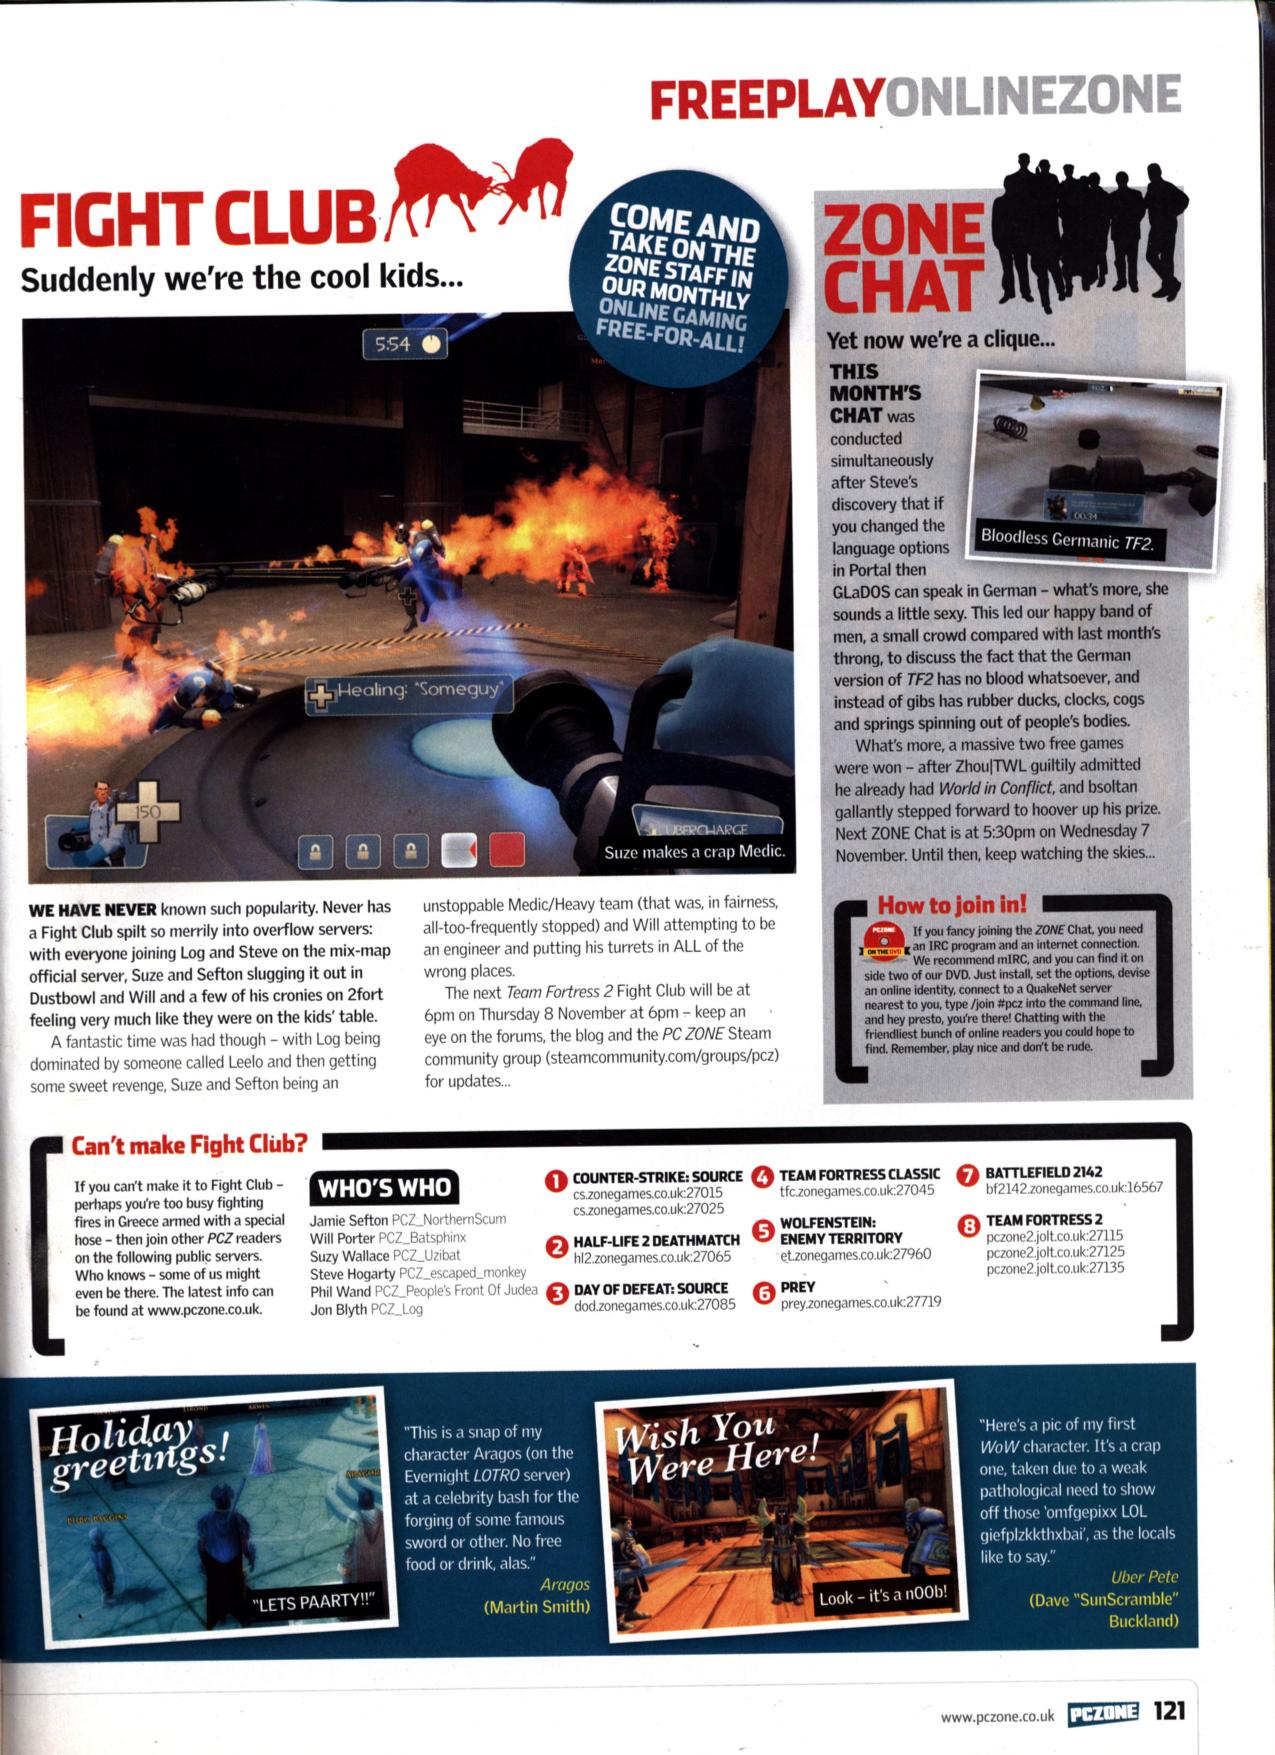 FREEPLAYONLINEZONE
FIGHT CLUB
Suddenly we're the cool kids...
COME AND
TAKE ON THE
ZONE STAFF IN
OUR MONTHLY
ONLINE GAMING
FREE-FOR-ALL!
5:54
Healing: "Someguy"
150
UBERCHARGE
Suze makes a crap Medic.
WE HAVE NEVER known such popularity. Never has
a Fight Club spilt so merrily into overflow servers:
with everyone joining Log and Steve on the mix-map
official server, Suze and Sefton slugging it out in
Dustbowl and Will and a few of his cronies on 2fort
feeling very much like they were on the kids' table.
A fantastic time was had though – with Log being
dominated by someone called Leelo and then getting
some sweet revenge, Suze and Sefton being an
unstoppable Medic/Heavy team (that was, in fairness,
all-too-frequently stopped) and Will attempting to be
an engineer and putting his turrets in ALL of the
wrong places.
The next Team Fortress 2 Fight Club will be at
6pm on Thursday 8 November at 6pm – keep an
eye on the forums, the blog and the PC ZONE Steam
community group (steamcommunity.com/groups/pcz)
for updates...
ZONE
CHAT
Yet now we're a clique...
THIS
MONTH'S
CHAT was
conducted
simultaneously
after Steve's
discovery that if
you changed the
language options
in Portal then
GLaDOS can speak in German – what's more, she
sounds a little sexy. This led our happy band of
men, a small crowd compared with last month's
throng, to discuss the fact that the German
version of TF2 has no blood whatsoever, and
instead of gibs has rubber ducks, clocks, cogs
and springs spinning out of people's bodies.
What's more, a massive two free games
were won – after Zhou|TWL guiltily admitted
he already had World in Conflict, and bsoltan
gallantly stepped forward to hoover up his prize.
Next ZONE Chat is at 5:30pm on Wednesday 7
November. Until then, keep watching the skies...
00:34
Bloodless Germanic TF2.
How to join in!
PCZONE
ON THE DVD
If you fancy joining the ZONE Chat, you need
an IRC program and an internet connection.
We recommend mIRC, and you can find it on
side two of our DVD. Just install, set the options, devise
an online identity, connect to a QuakeNet server
nearest to you, type /join #pcz into the command line,
and hey presto, you're there! Chatting with the
friendliest bunch of online readers you could hope to
find. Remember, play nice and don't be rude.
Can't make Fight Club?
If you can't make it to Fight Club –
perhaps you're too busy fighting
fires in Greece armed with a special
hose – then join other PCZ readers
on the following public servers.
Who knows – some of us might
even be there. The latest info can
be found at www.pczone.co.uk.
WHO'S WHO
Jamie Sefton PCZ_NorthernScum
Will Porter PCZ_Batsphinx
Suzy Wallace PCZ_Uzibat
Steve Hogarty PCZ_escaped_monkey
Phil Wand PCZ_People's Front Of Judea
Jon Blyth PCZ_Log
1 COUNTER-STRIKE: SOURCE
cs.zonegames.co.uk:27015
cs.zonegames.co.uk:27025
2 HALF-LIFE 2 DEATHMATCH
hl2.zonegames.co.uk:27065
3 DAY OF DEFEAT: SOURCE
dod.zonegames.co.uk:27085
4 TEAM FORTRESS CLASSIC
tfc.zonegames.co.uk:27045
5 WOLFENSTEIN:
ENEMY TERRITORY
et.zonegames.co.uk:27960
6 PREY
prey.zonegames.co.uk:27719
7 BATTLEFIELD 2142
bf2142.zonegames.co.uk:16567
8 TEAM FORTRESS 2
pczone2.jolt.co.uk:27115
pczone2.jolt.co.uk:27125
pczone2.jolt.co.uk:27135
Holiday
greetings!
ARWEN
BILBO BAGGINS
"LETS PAARTY!!"
"This is a snap of my
character Aragos (on the
Evernight LOTRO server)
at a celebrity bash for the
forging of some famous
sword or other. No free
food or drink, alas."
Aragos
(Martin Smith)
Wish You
Were Here!
Look – it's a n00b!
"Here's a pic of my first
WoW character. It's a crap
one, taken due to a weak
pathological need to show
off those 'omfgepixx LOL
giefplzkkthxbai', as the locals
like to say."
Uber Pete
(Dave "SunScramble"
Buckland)
www.pczone.co.uk PCZONE 121